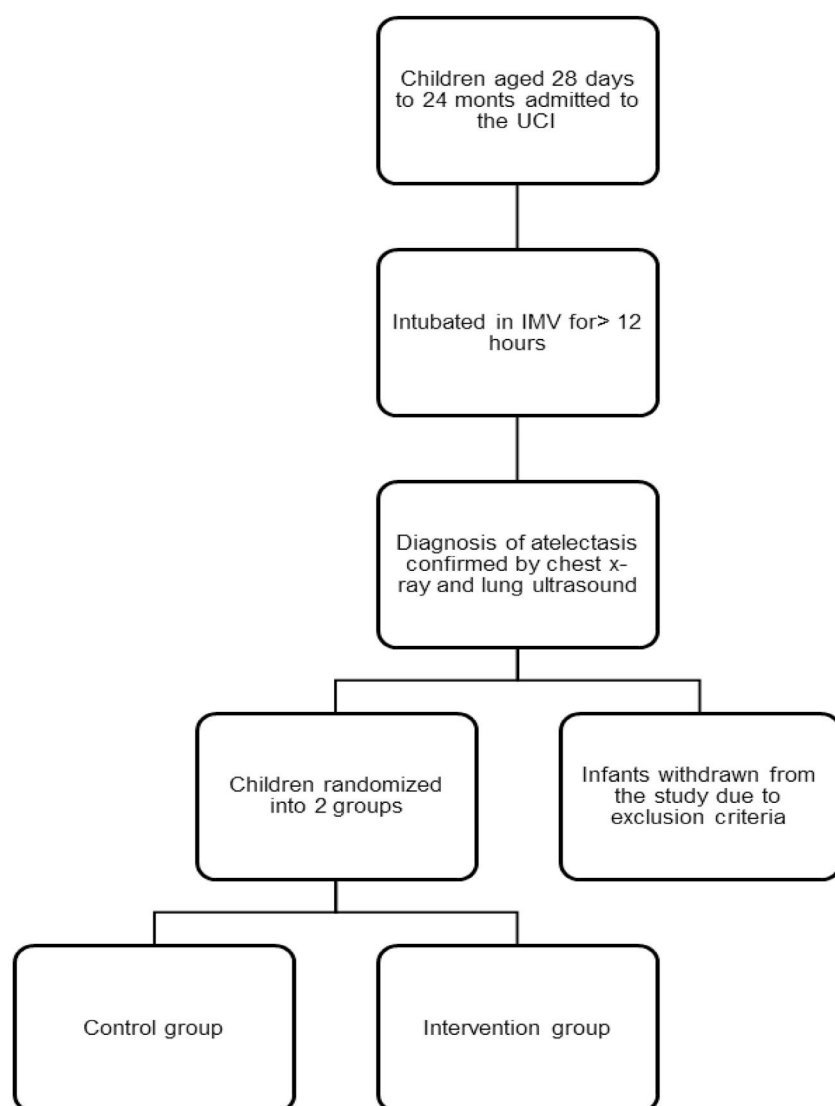 Children aged 28 days
to 24 monts admitted to
the UCI
Intubated in IMV for> 12
hours
Diagnosis of atelectasis
confirmed by chest x-
ray and lung ultrasound
Children randomized
into 2 groups
Infants withdrawn from
the study due to
exclusion criteria
Control group
Intervention group